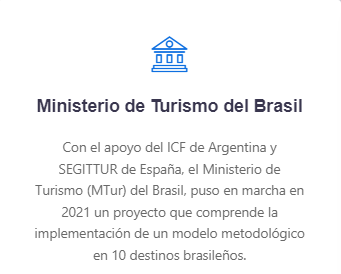 Ministerio de Turismo del Brasil
Con el apoyo del ICF de Argentina y
SEGITTUR de España, el Ministerio de
Turismo (MTur) del Brasil, puso en marcha en
2021 un proyecto que comprende la
implementación de un modelo metodológico
en 10 destinos brasileños.